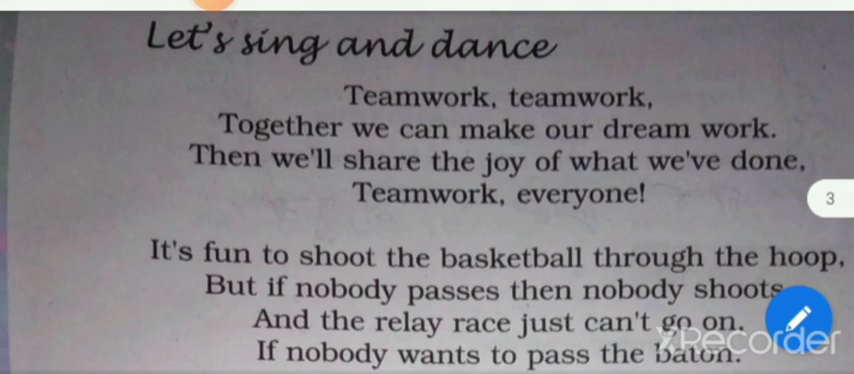 Let's sing and dance
Teamwork, teamwork,
Together we can make our dream work.
Then we'll share the joy of what we've done,
Teamwork, everyone!
3
It's fun to shoot the basketball through the hoop,
But if nobody passes then nobody shoots
And the relay race just can't go on.
If nobody wants to pass the baton.
XRecorder